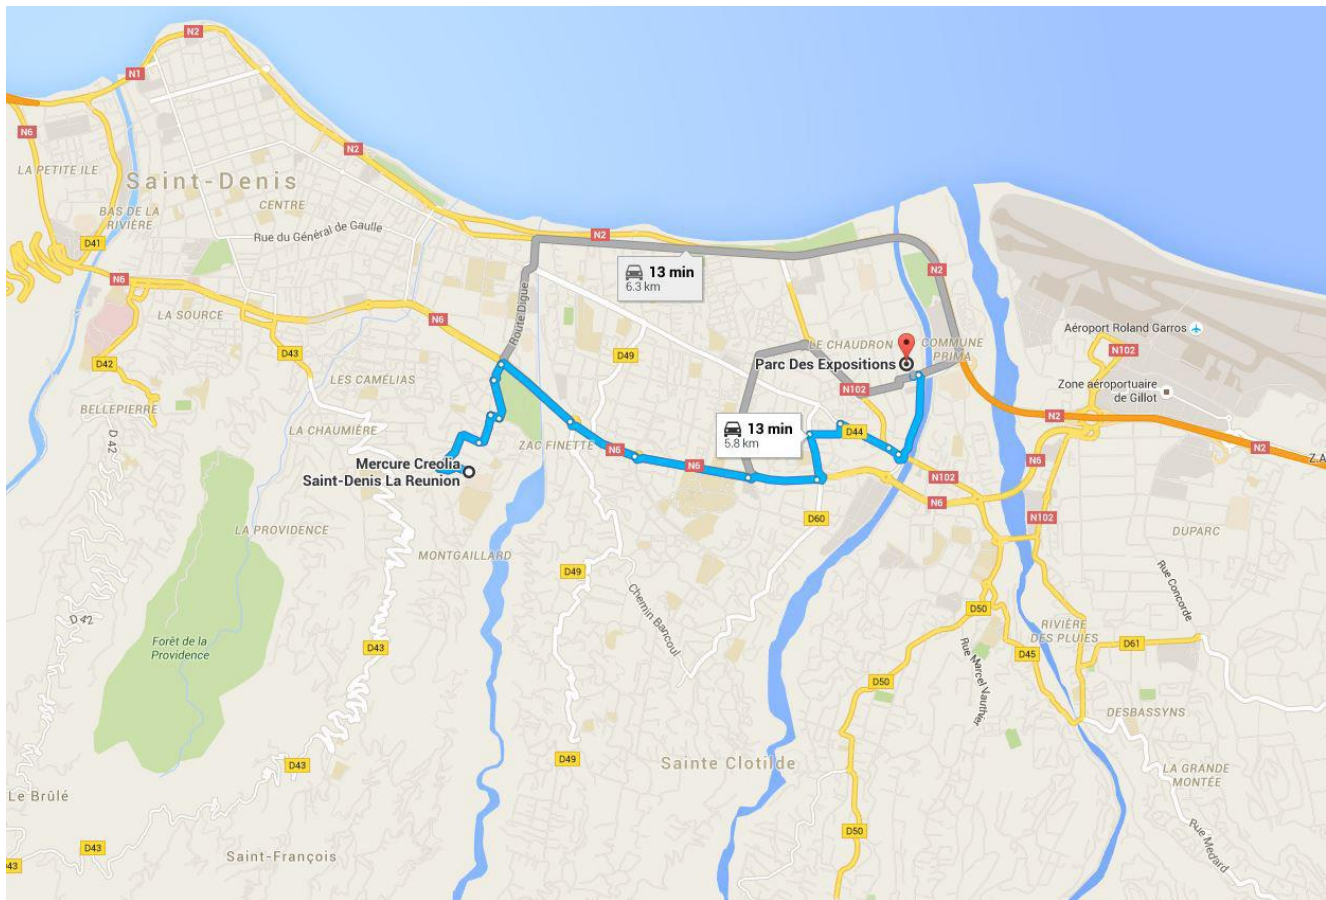 N2
N1
N6
N2
LA PETITE ILE
Saint-Denis
CENTRE
BAS DE LA
RIVIÈRE
Rue du Général de Gaulle
D41
N2
N2
13 min
6.3 km
N6
Route Digue
LA SOURCE
N6
Aéroport Roland Garros
LE CHAUDRON
COMMUNE
PRIMA
N102
D43
D49
Parc Des Expositions
D42
LES CAMÉLIAS
N102
Zone aéroportuaire
de Gillot
BELLEPIERRE
N2
LA CHAUMIÈRE
13 min
5.8 km
D44
D 42
ZAC FINETTE
N6
N2
Z.A
Mercure Creolia
Saint-Denis La Reunion
N6
N6
N102
N6
D60
N102
LA PROVIDENCE
DUPARC
MONTGAILLARD
D49
Rue Concorde
Chemin Bancoul
D50
D 42
RIVIÈRE
DES PLUIES
Forêt de la
Providence
D43
D61
D45
Rue Marcel Vauthier
D50
DESBASSYNS
D49
Sainte Clotilde
D43
LA GRANDE
MONTÉE
Le Brûlé
D50
Rue Médard
D43
Saint-François
D43